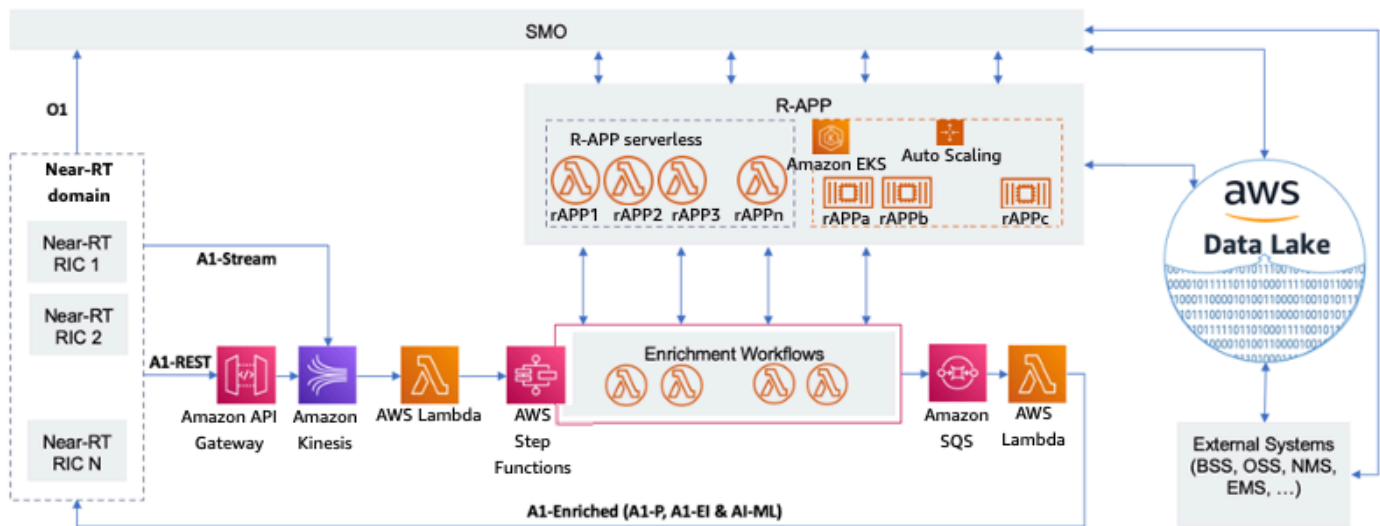 SMO
O1
R-APP
R-APP serverless
Amazon EKS
Auto Scaling
rAPP1
rAPP2
rAPP3
rAPPn
rAPPa
rAPPb
rAPPc
Near-RT
domain
Near-RT
RIC 1
Near-RT
RIC 2
Near-RT
RIC N
A1-Stream
A1-REST
Amazon API
Gateway
Amazon
Kinesis
AWS Lambda
AWS
Step
Functions
Enrichment Workflows
Amazon
SQS
AWS
Lambda
A1-Enriched (A1-P, A1-EI & AI-ML)
aws
Data Lake
External Systems
(BSS, OSS, NMS,
EMS, ...)